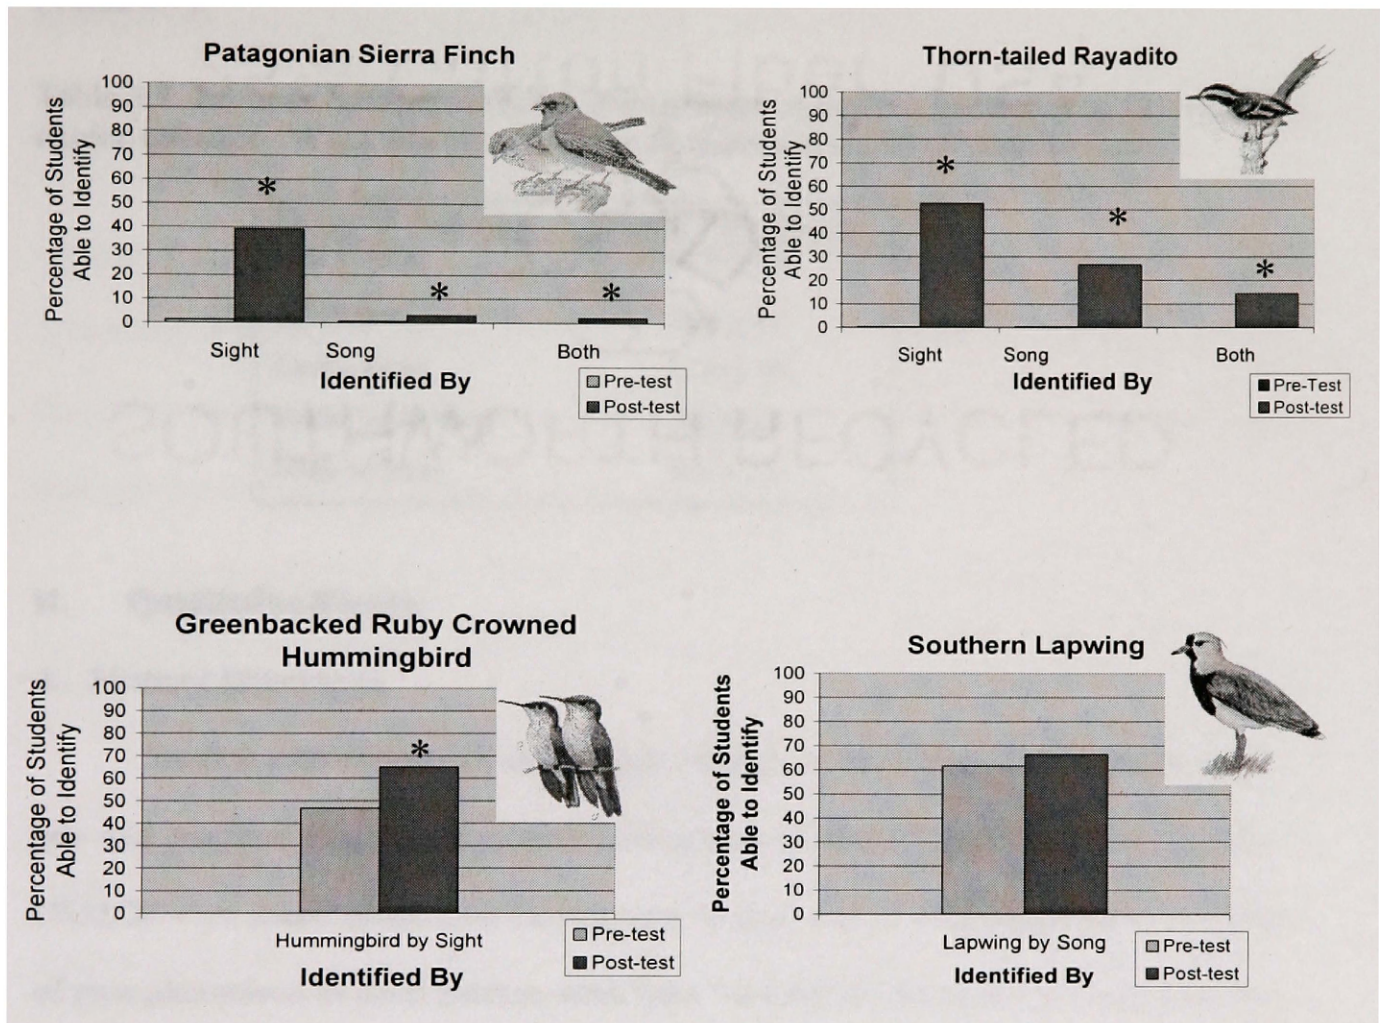 Patagonian Sierra Finch
Percentage of Students
Able to Identify
100
90
80
70
60
50
40
30
20
10
0
*
*
*
Sight
Song
Both
Identified By
Pre-test
Post-test
Thorn-tailed Rayadito
Percentage of Students
Able to Identify
100
90
80
70
60
50
40
30
20
10
0
*
*
*
Sight
Song
Both
Identified By
Pre-Test
Post-test
Greenbacked Ruby Crowned
Hummingbird
Percentage of Students
Able to Identify
100
90
80
70
60
50
40
30
20
10
0
*
Hummingbird by Sight
Identified By
Pre-test
Post-test
Southern Lapwing
Percentage of Students
Able to Identify
100
90
80
70
60
50
40
30
20
10
0
Lapwing by Song
Identified By
Pre-test
Post-test